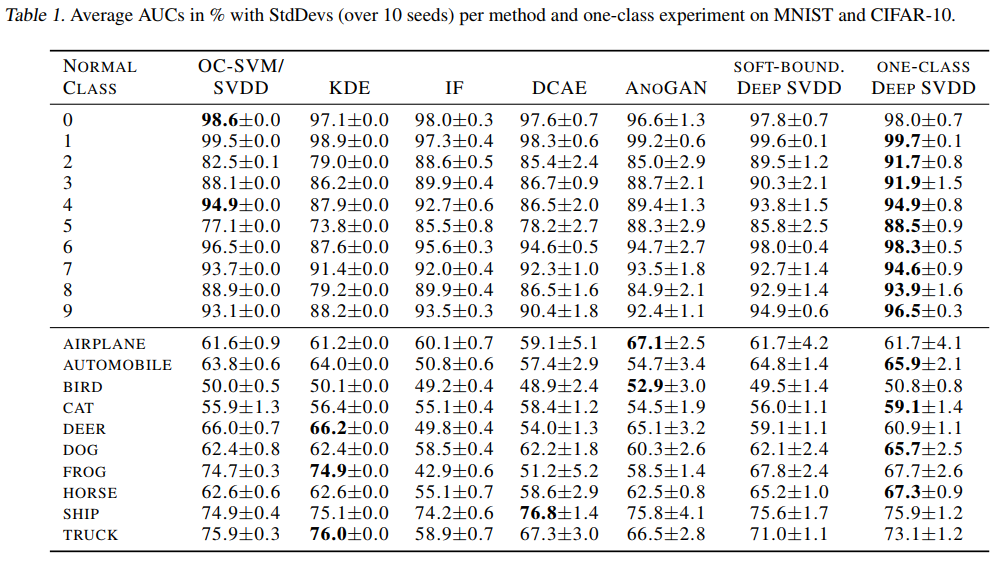 Table 1. Average AUCs in % with StdDevs (over 10 seeds) per method and one-class experiment on MNIST and CIFAR-10.
NORMAL CLASS OC-SVM/ SVDD KDE IF DCAE ANOGAN SOFT-BOUND. DEEP SVDD ONE-CLASS DEEP SVDD
0 98.6±0.0 97.1±0.0 98.0±0.3 97.6±0.7 96.6±1.3 97.8±0.7 98.0±0.7
1 99.5±0.0 98.9±0.0 97.3±0.4 98.3±0.6 99.2±0.6 99.6±0.1 99.7±0.1
2 82.5±0.1 79.0±0.0 88.6±0.5 85.4±2.4 85.0±2.9 89.5±1.2 91.7±0.8
3 88.1±0.0 86.2±0.0 89.9±0.4 86.7±0.9 88.7±2.1 90.3±2.1 91.9±1.5
4 94.9±0.0 87.9±0.0 92.7±0.6 86.5±2.0 89.4±1.3 93.8±1.5 94.9±0.8
5 77.1±0.0 73.8±0.0 85.5±0.8 78.2±2.7 88.3±2.9 85.8±2.5 88.5±0.9
6 96.5±0.0 87.6±0.0 95.6±0.3 94.6±0.5 94.7±2.7 98.0±0.4 98.3±0.5
7 93.7±0.0 91.4±0.0 92.0±0.4 92.3±1.0 93.5±1.8 92.7±1.4 94.6±0.9
8 88.9±0.0 79.2±0.0 89.9±0.4 86.5±1.6 84.9±2.1 92.9±1.4 93.9±1.6
9 93.1±0.0 88.2±0.0 93.5±0.3 90.4±1.8 92.4±1.1 94.9±0.6 96.5±0.3
AIRPLANE 61.6±0.9 61.2±0.0 60.1±0.7 59.1±5.1 67.1±2.5 61.7±4.2 61.7±4.1
AUTOMOBILE 63.8±0.6 64.0±0.0 50.8±0.6 57.4±2.9 54.7±3.4 64.8±1.4 65.9±2.1
BIRD 50.0±0.5 50.1±0.0 49.2±0.4 48.9±2.4 52.9±3.0 49.5±1.4 50.8±0.8
CAT 55.9±1.3 56.4±0.0 55.1±0.4 58.4±1.2 54.5±1.9 56.0±1.1 59.1±1.4
DEER 66.0±0.7 66.2±0.0 49.8±0.4 54.0±1.3 65.1±3.2 59.1±1.1 60.9±1.1
DOG 62.4±0.8 62.4±0.0 58.5±0.4 62.2±1.8 60.3±2.6 62.1±2.4 65.7±2.5
FROG 74.7±0.3 74.9±0.0 42.9±0.6 51.2±5.2 58.5±1.4 67.8±2.4 67.7±2.6
HORSE 62.6±0.6 62.6±0.0 55.1±0.7 58.6±2.9 62.5±0.8 65.2±1.0 67.3±0.9
SHIP 74.9±0.4 75.1±0.0 74.2±0.6 76.8±1.4 75.8±4.1 75.6±1.7 75.9±1.2
TRUCK 75.9±0.3 76.0±0.0 58.9±0.7 67.3±3.0 66.5±2.8 71.0±1.1 73.1±1.2